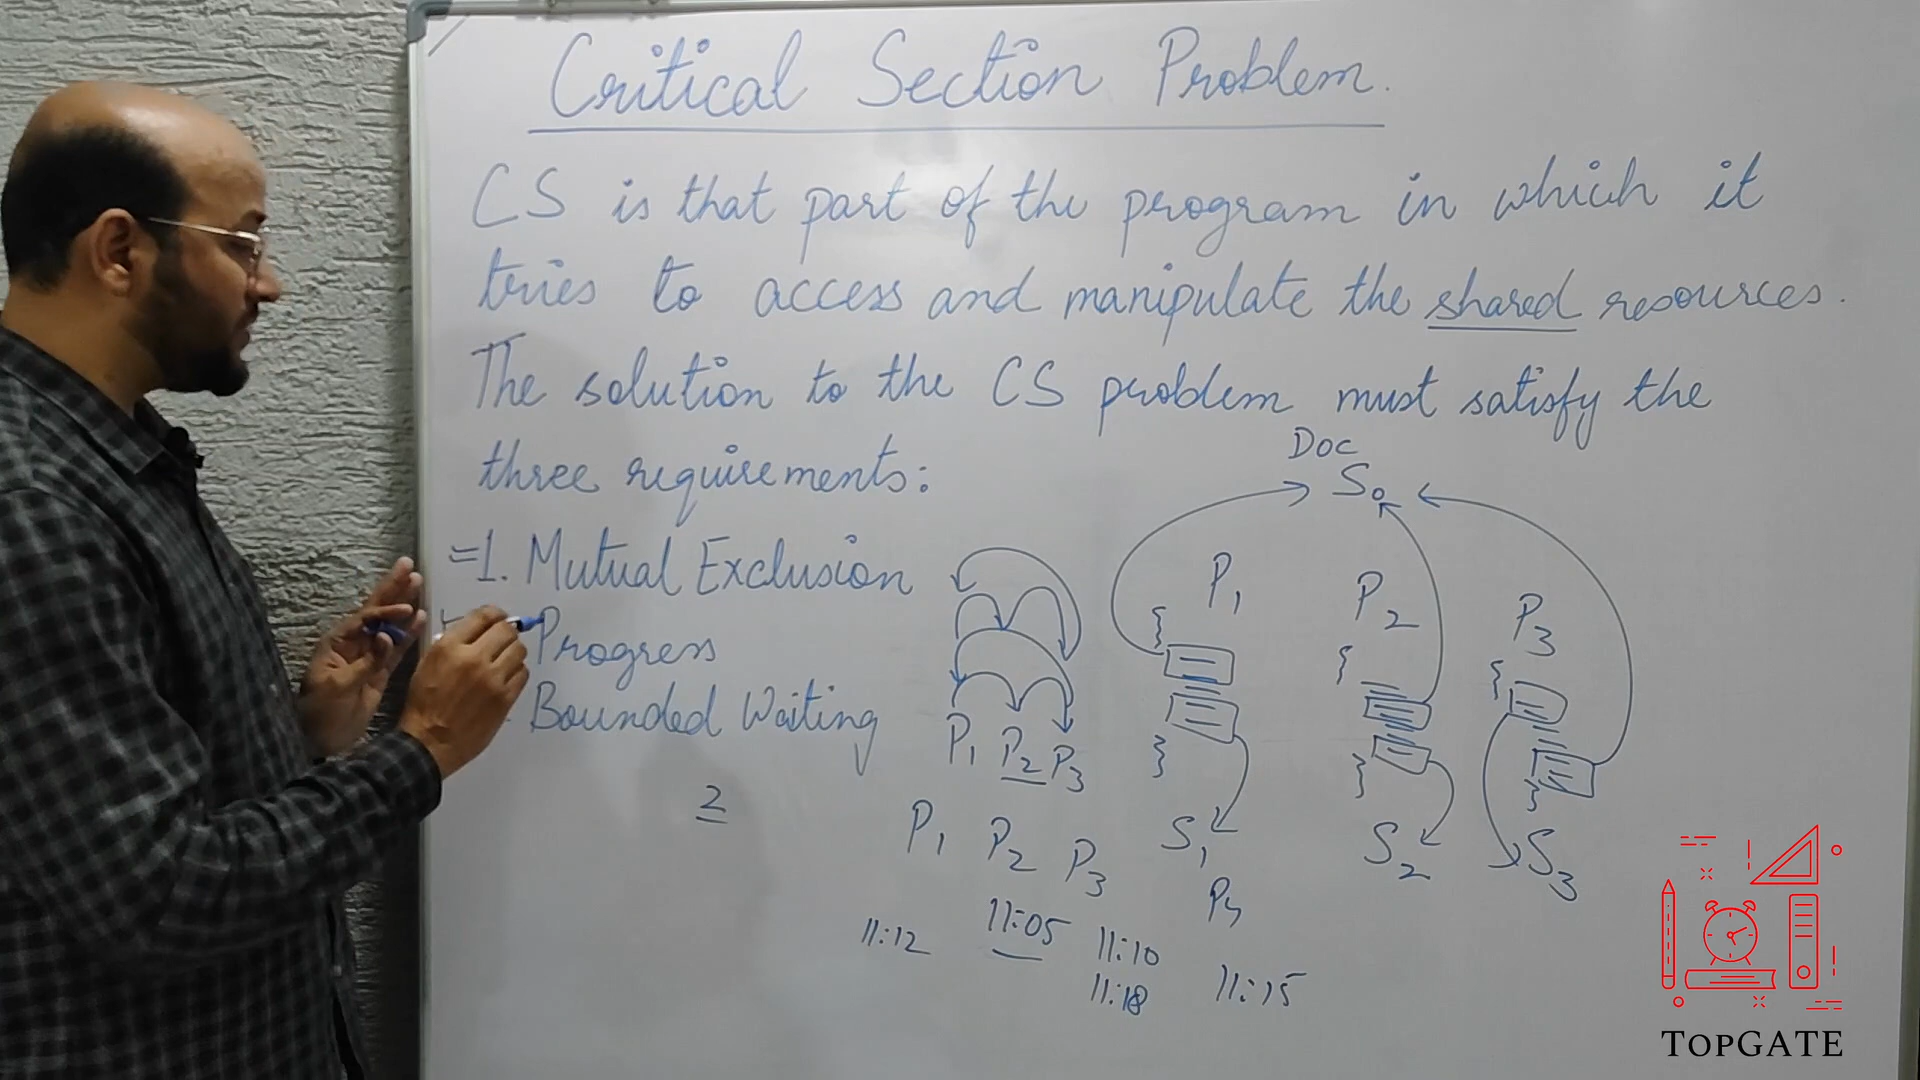 Critical Section Problem.
CS is that part of the program in which it
tries to access and manipulate the shared resources.
The solution to the CS problem must satisfy the
three requirements:
=1. Mutual Exclusion
Progress
Bounded Waiting
2
Doc
S0
P1 P2 P3
P1 P2 P3
S1 S2 S3
P1 P2 P3
11:12 11:05 11:10
11:18 11:15
TOPGATE